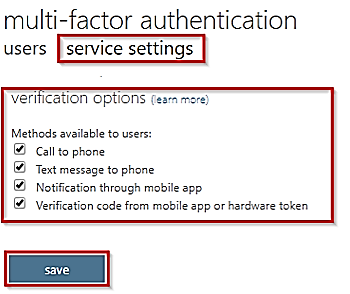 multi-factor authentication
users service settings
verification options (learn more)
Methods available to users:
Call to phone
Text message to phone
Notification through mobile app
Verification code from mobile app or hardware token
save